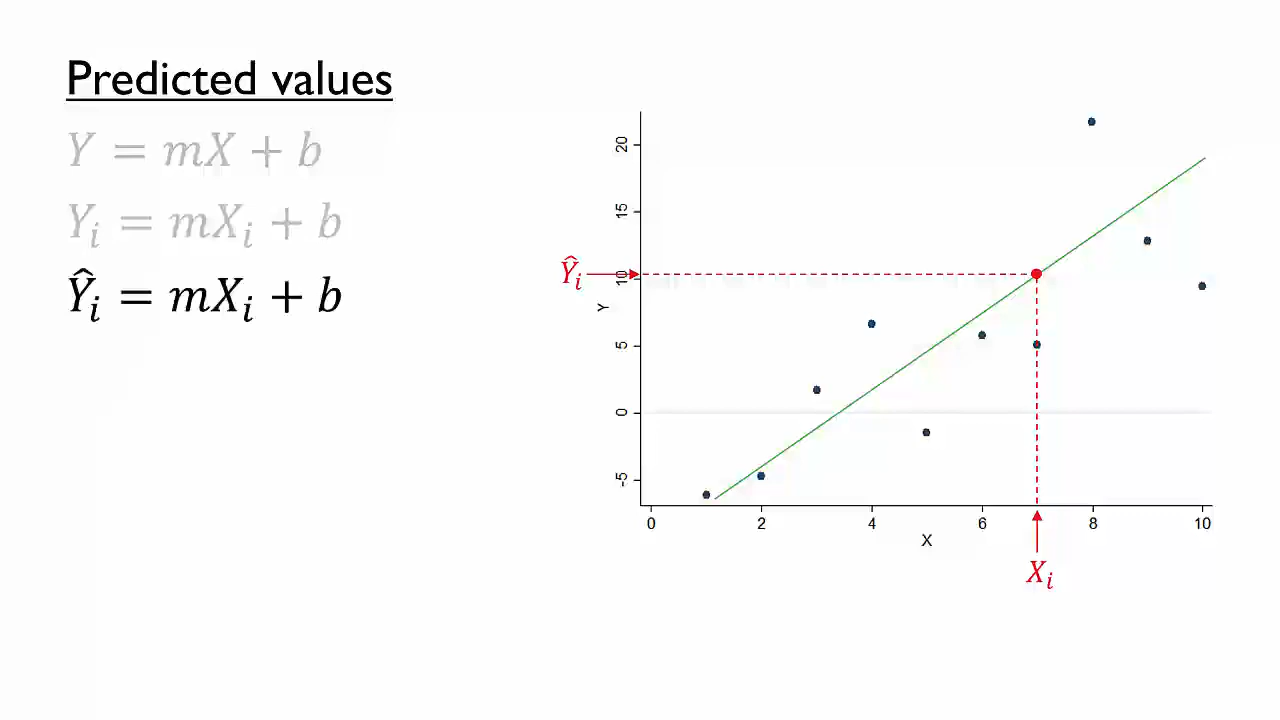 Predicted values
Y = mX + b
Yᵢ = mXᵢ + b
Ŷᵢ = mXᵢ + b
20
15
10
5
0
-5
Y
Ŷᵢ
0 2 4 6 8 10
X
Xᵢ